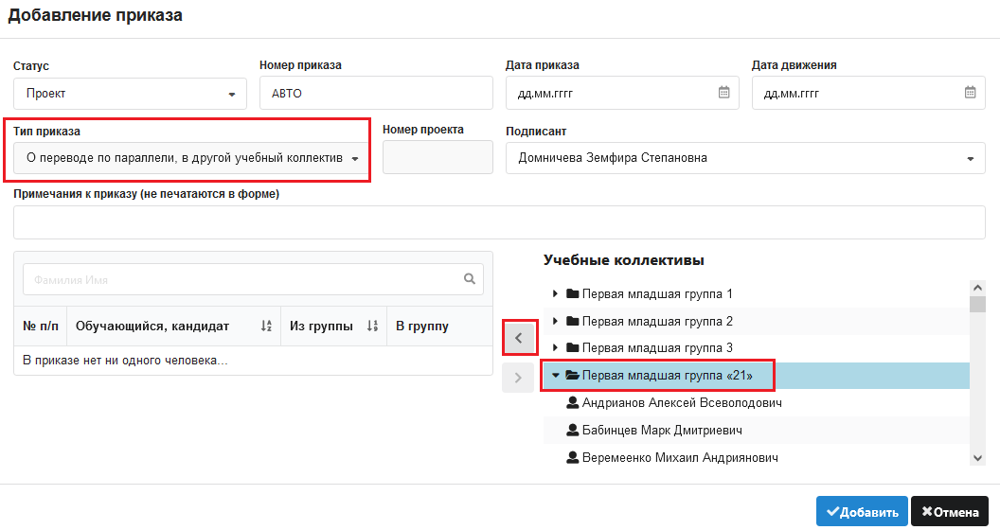 Добавление приказа
Статус
Номер приказа
Дата приказа
Дата движения
Проект
АВТО
дд.мм.гггг
дд.мм.гггг
Тип приказа
Номер проекта
Подписант
О переводе по параллели, в другой учебный коллектив
Домничева Земфира Степановна
Примечания к приказу (не печатаются в форме)
Фамилия Имя
№ п/п
Обучающийся, кандидат
Из группы
В группу
В приказе нет ни одного человека...
Учебные коллективы
Первая младшая группа 1
Первая младшая группа 2
Первая младшая группа 3
Первая младшая группа «21»
Андрианов Алексей Всеволодович
Бабинцев Марк Дмитриевич
Веремеенко Михаил Андриянович
Добавить
Отмена